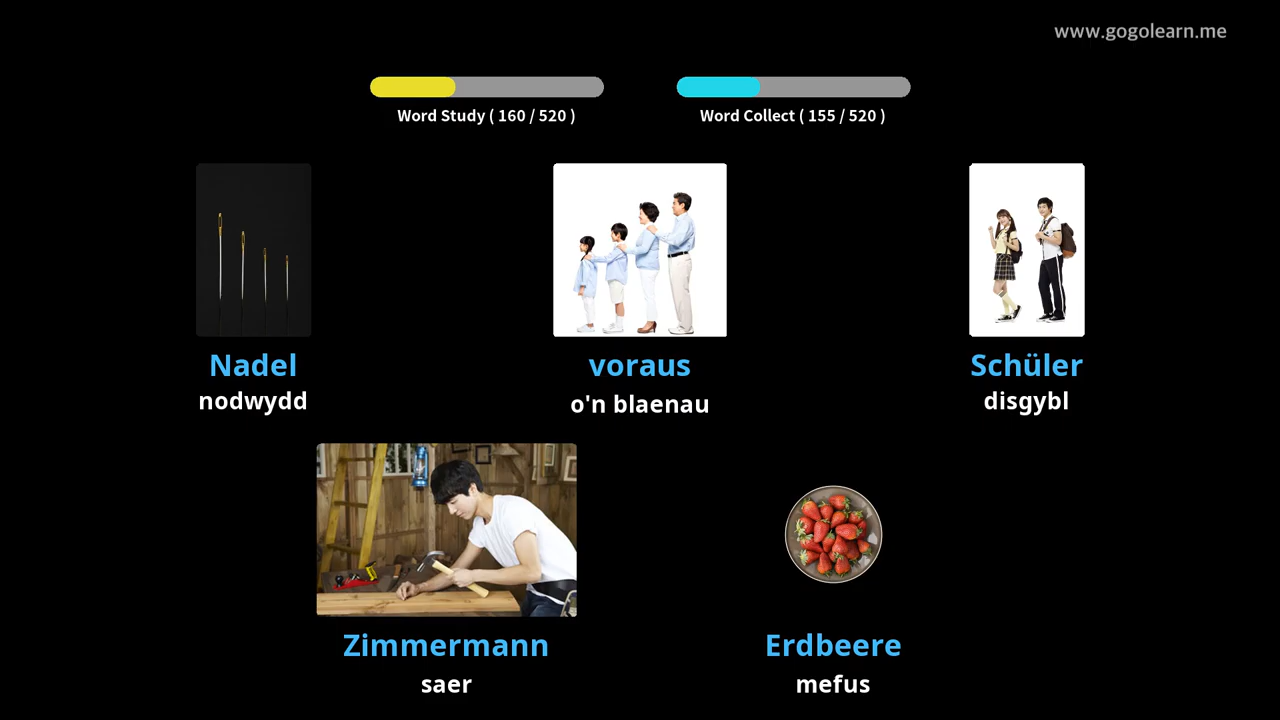 www.gogolearn.me
Word Study ( 160 / 520 )
Word Collect ( 155 / 520 )
Nadel
nodwydd
voraus
o'n blaenau
Schüler
disgybl
Zimmermann
saer
Erdbeere
mefus